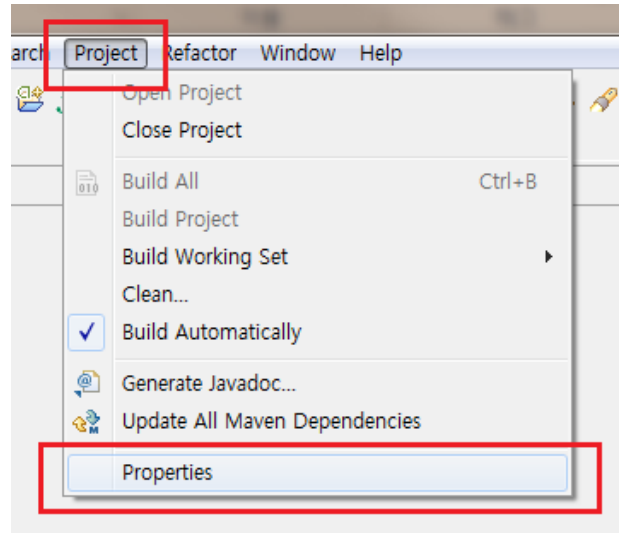 arch Project Refactor Window Help
Open Project
Close Project
Build All Ctrl+B
Build Project
Build Working Set
Clean...
Build Automatically
Generate Javadoc...
Update All Maven Dependencies
Properties